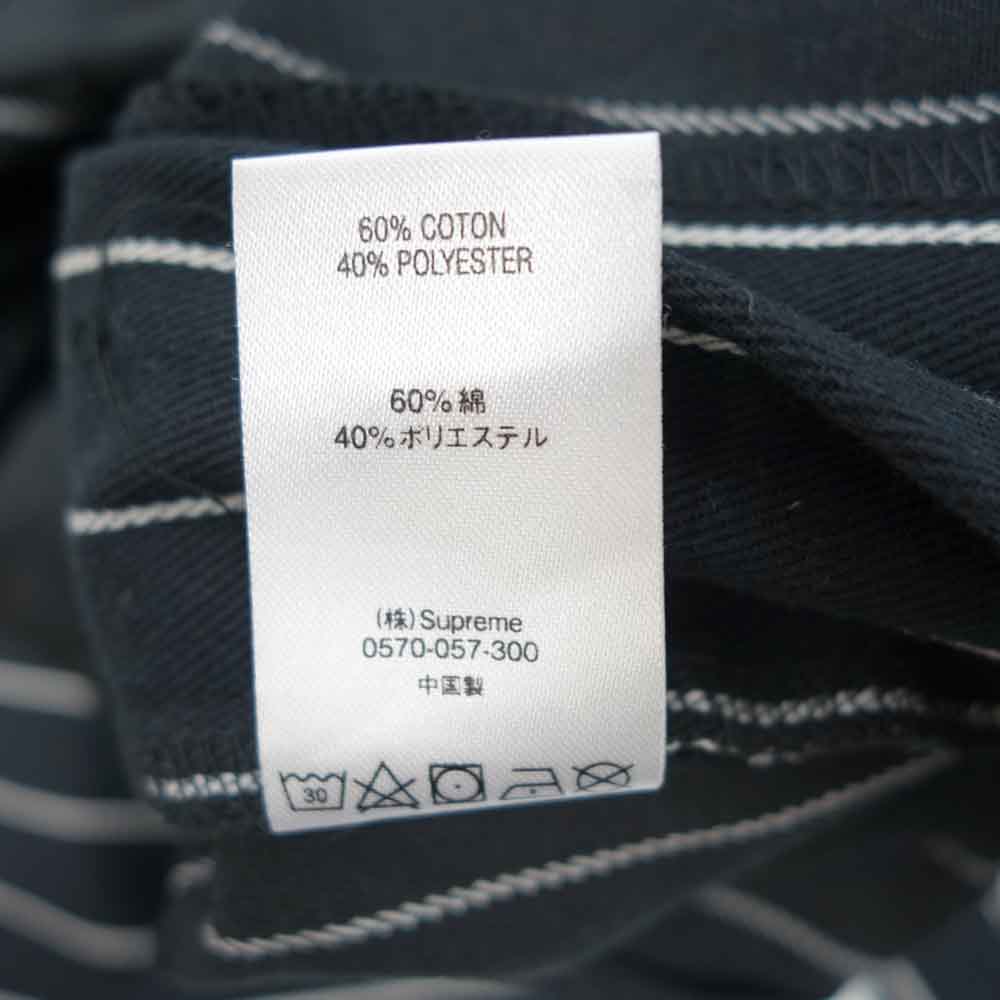 60% COTON
40% POLYESTER
60%綿
40%ポリエステル
(株)Supreme
0570-057-300
中国製
30